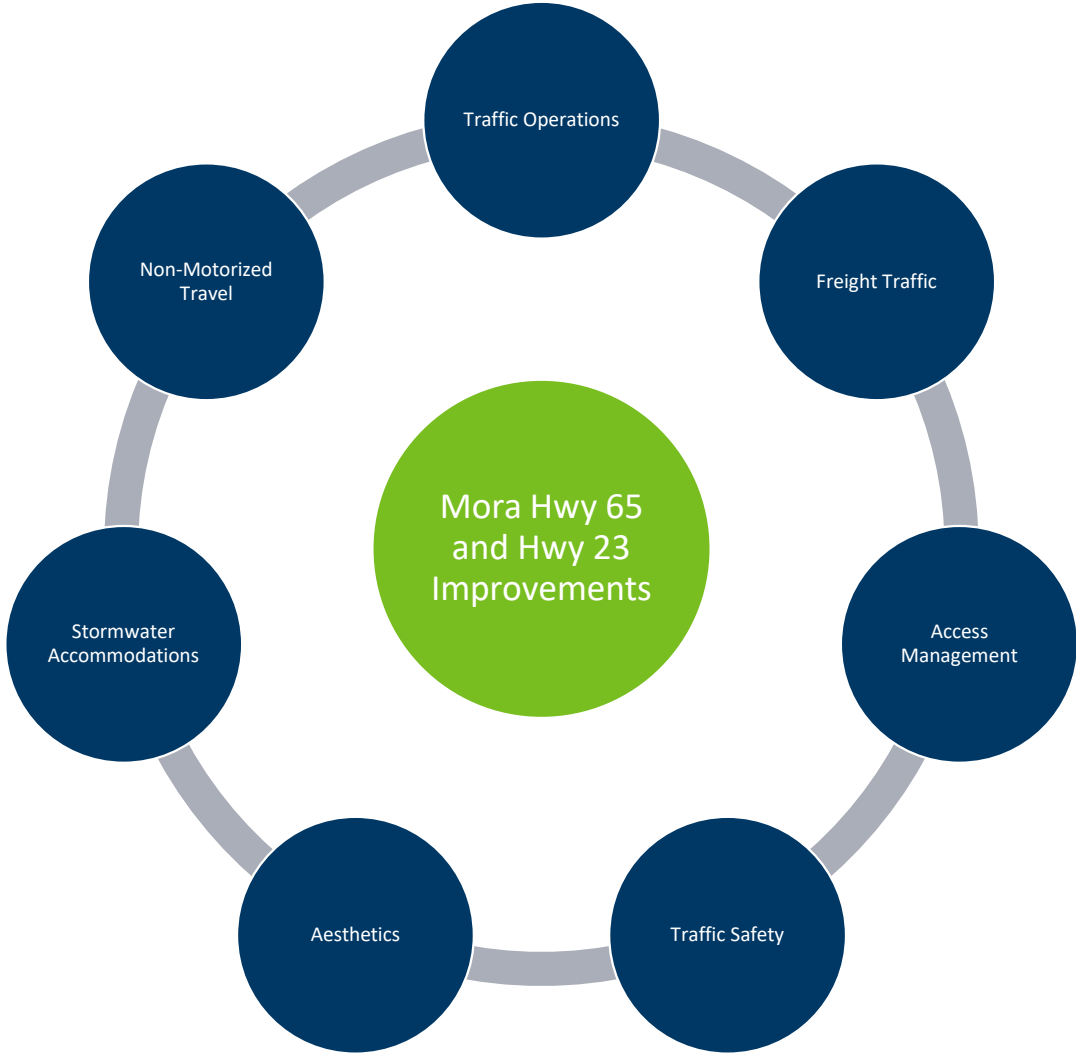 Traffic Operations
Freight Traffic
Access
Management
Traffic Safety
Aesthetics
Stormwater
Accommodations
Non-Motorized
Travel
Mora Hwy 65
and Hwy 23
Improvements